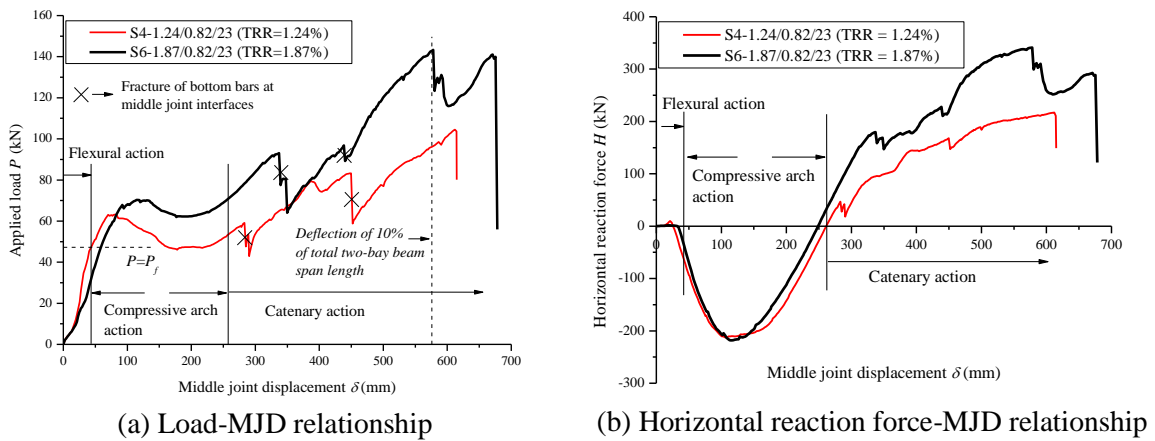 S4-1.24/0.82/23 (TRR=1.24%)
S6-1.87/0.82/23 (TRR=1.87%)
Fracture of bottom bars at
middle joint interfaces
Flexural action
P=Pf
Compressive arch
action
Catenary action
Deflection of 10%
of total two-bay beam
span length
160
140
120
100
80
60
40
20
0
Applied load P (kN)
0 100 200 300 400 500 600 700
Middle joint displacement δ (mm)
(a) Load-MJD relationship
S4-1.24/0.82/23 (TRR = 1.24%)
S6-1.87/0.82/23 (TRR = 1.87%)
Flexural action
Compressive arch
action
Catenary action
400
300
200
100
0
-100
-200
-300
Horizontal reaction force H (kN)
0 100 200 300 400 500 600 700
Middle joint displacement δ (mm)
(b) Horizontal reaction force-MJD relationship